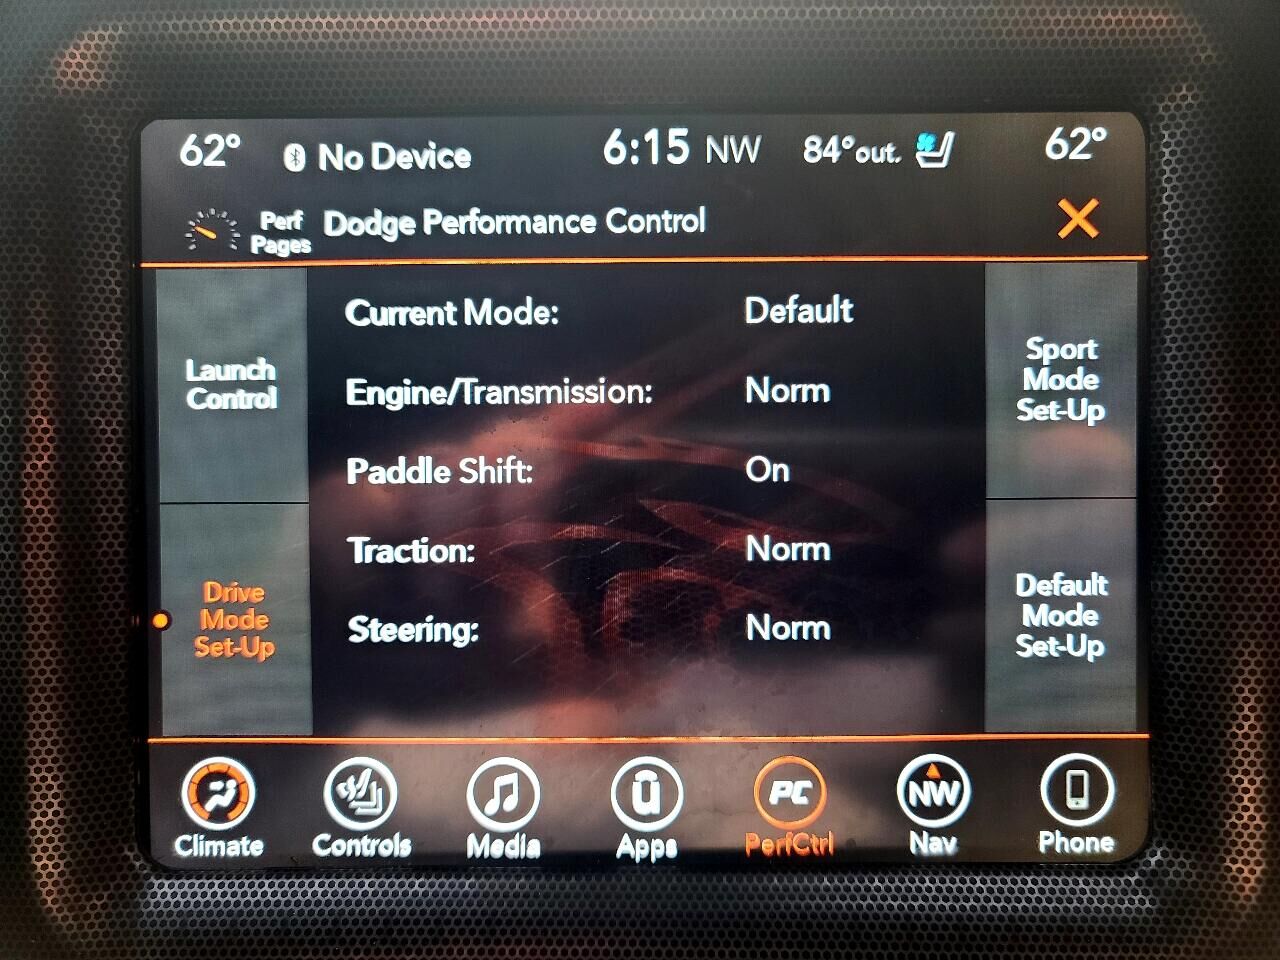 62° No Device 6:15 NW 84°out. 62°
Perf
Pages
Dodge Performance Control
Launch
Control
Drive
Mode
Set-Up
Current Mode: Default
Engine/Transmission: Norm
Paddle Shift: On
Traction: Norm
Steering: Norm
Sport
Mode
Set-Up
Default
Mode
Set-Up
PC NW
Climate Controls Media Apps PerfCtrl Nav Phone